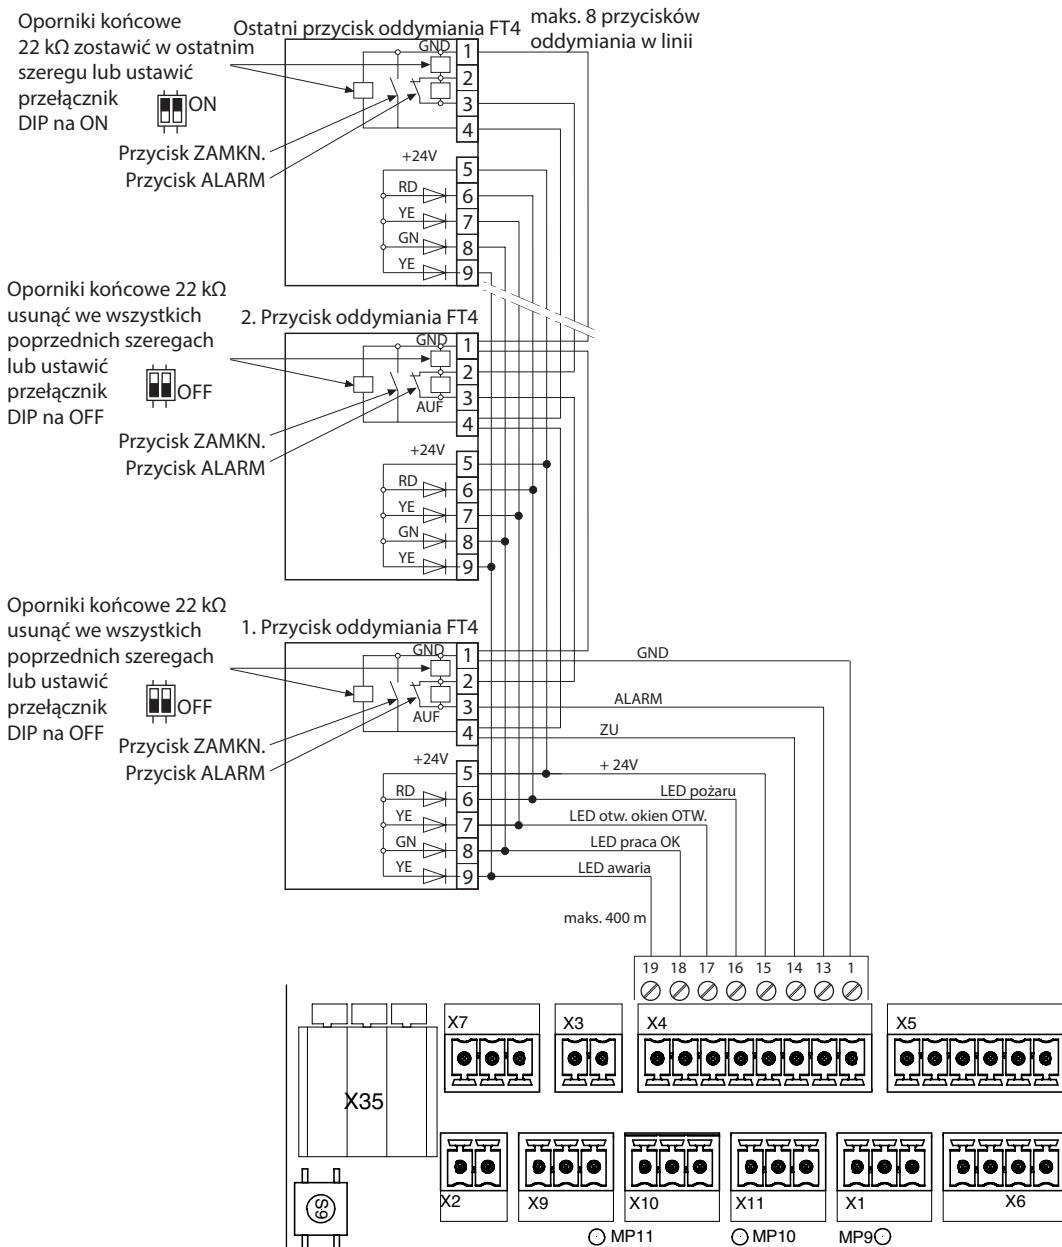 Oporniki końcowe
22 kΩ zostawić w ostatnim
szeregu lub ustawić
przełącznik
DIP na ON
ON
Przycisk ZAMKN.
Przycisk ALARM
Ostatni przycisk oddymiania FT4
maks. 8 przycisków
oddymiania w linii
GND
1
2
3
4
+24V
5
RD
6
YE
7
GN
8
YE
9
Oporniki końcowe 22 kΩ
usunąć we wszystkich
poprzednich szeregach
lub ustawić
przełącznik
DIP na OFF
OFF
Przycisk ZAMKN.
Przycisk ALARM
2. Przycisk oddymiania FT4
GND
1
2
3
AUF
4
+24V
5
RD
6
YE
7
GN
8
YE
9
Oporniki końcowe 22 kΩ
usunąć we wszystkich
poprzednich szeregach
lub ustawić
przełącznik
DIP na OFF
OFF
Przycisk ZAMKN.
Przycisk ALARM
1. Przycisk oddymiania FT4
GND
1
2
3
AUF
4
+24V
5
RD
6
YE
7
GN
8
YE
9
GND
ALARM
ZU
+ 24V
LED pożaru
LED otw. okien OTW.
LED praca OK
LED awaria
maks. 400 m
19 18 17 16 15 14 13 1
X7 X3 X4 X5
X35
X2 X9 X10 X11 X1 X6
S9
MP11 MP10 MP9